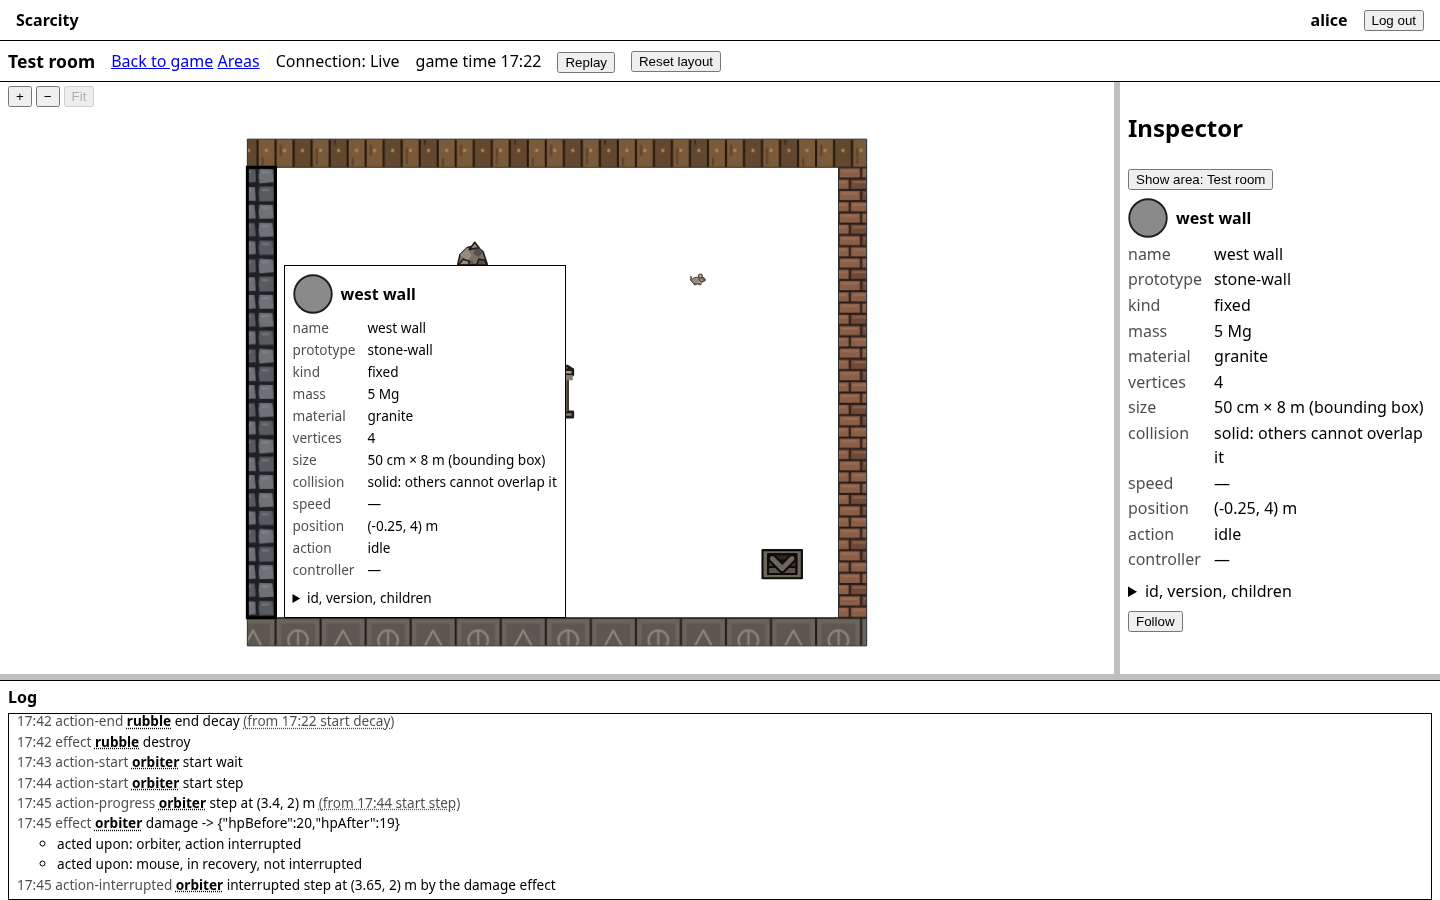 Scarcity
alice Log out
Test room Back to game Areas Connection: Live game time 17:22 Replay Reset layout
+ − Fit
west wall
name west wall
prototype stone-wall
kind fixed
mass 5 Mg
material granite
vertices 4
size 50 cm × 8 m (bounding box)
collision solid: others cannot overlap it
speed —
position (-0.25, 4) m
action idle
controller —
▶ id, version, children
Inspector
Show area: Test room
west wall
name west wall
prototype stone-wall
kind fixed
mass 5 Mg
material granite
vertices 4
size 50 cm × 8 m (bounding box)
collision solid: others cannot overlap
it
speed —
position (-0.25, 4) m
action idle
controller —
▶ id, version, children
Follow
Log
17:42 action-end rubble end decay (from 17:22 start decay)
17:42 effect rubble destroy
17:43 action-start orbiter start wait
17:44 action-start orbiter start step
17:45 action-progress orbiter step at (3.4, 2) m (from 17:44 start step)
17:45 effect orbiter damage -> {"hpBefore":20,"hpAfter":19}
acted upon: orbiter, action interrupted
acted upon: mouse, in recovery, not interrupted
17:45 action-interrupted orbiter interrupted step at (3.65, 2) m by the damage effect